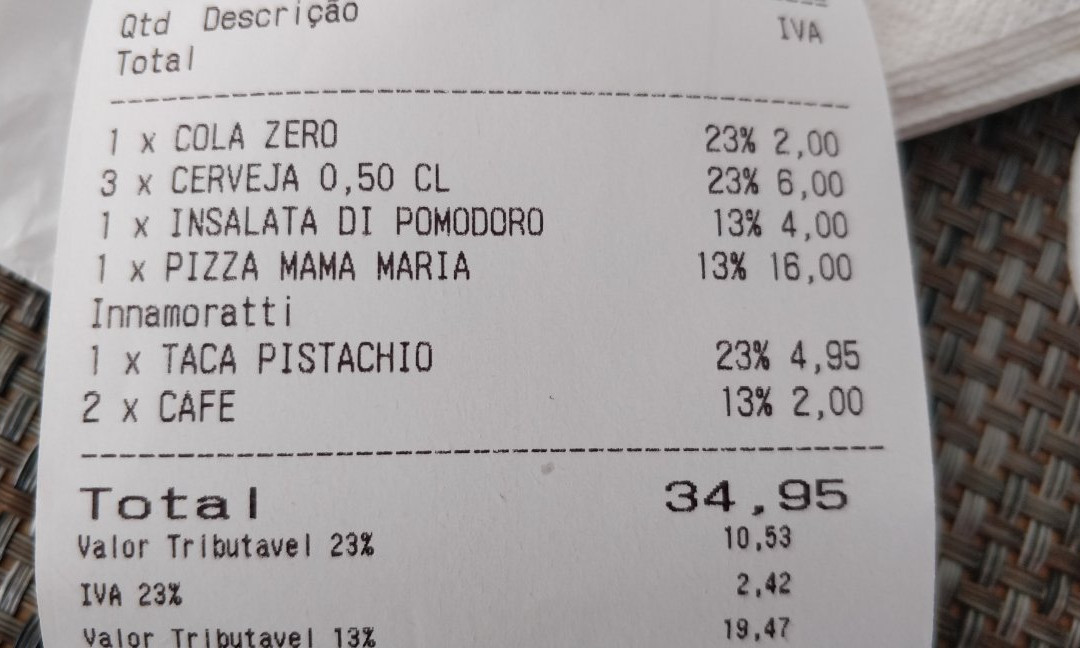 Qtd Descrição IVA
Total
1 x COLA ZERO 23% 2,00
3 x CERVEJA 0,50 CL 23% 6,00
1 x INSALATA DI POMODORO 13% 4,00
1 x PIZZA MAMA MARIA 13% 16,00
Innamoratti
1 x TACA PISTACHIO 23% 4,95
2 x CAFE 13% 2,00
Total 34,95
Valor Tributavel 23% 10,53
IVA 23% 2,42
Valor Tributavel 13% 19,47